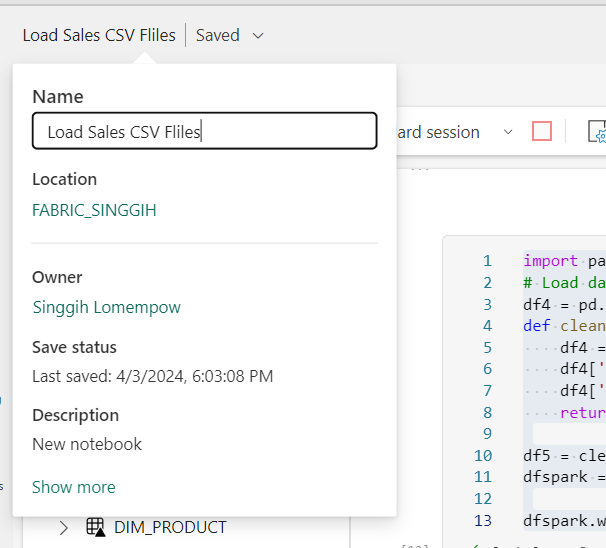 Load Sales CSV Fliles
Saved
Name
Load Sales CSV Fliles
Location
FABRIC_SINGGIH
Owner
Singgih Lomempow
Save status
Last saved: 4/3/2024, 6:03:08 PM
Description
New notebook
Show more
DIM_PRODUCT
ard session
...
1 import pa
2 # Load da
3 df4 = pd.
4 def clean
5 df4 =
6 df4['
7 df4['
8 retur
9
10 df5 = cle
11 dfspark =
12
13 dfspark.w